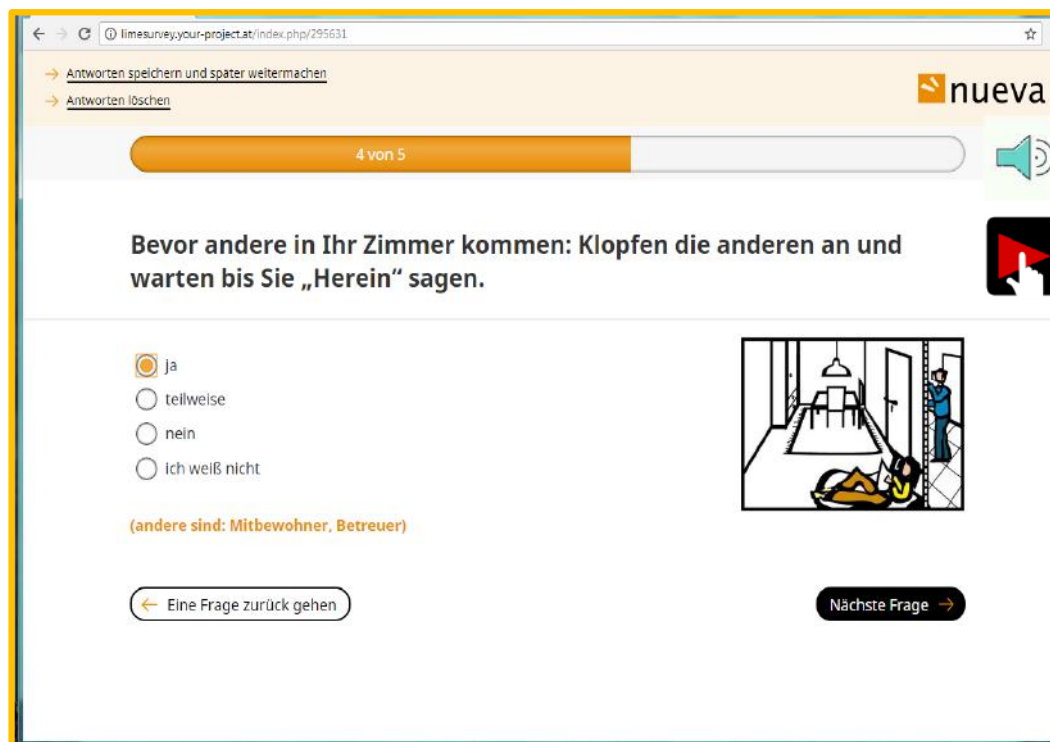 limesurvey.your-project.at/index.php/295631
Antworten speichern und später weitermachen
Antworten löschen
nueva
4 von 5
Bevor andere in Ihr Zimmer kommen: Klopfen die anderen an und
warten bis Sie „Herein“ sagen.
ja
teilweise
nein
ich weiß nicht
(andere sind: Mitbewohner, Betreuer)
Eine Frage zurück gehen
Nächste Frage